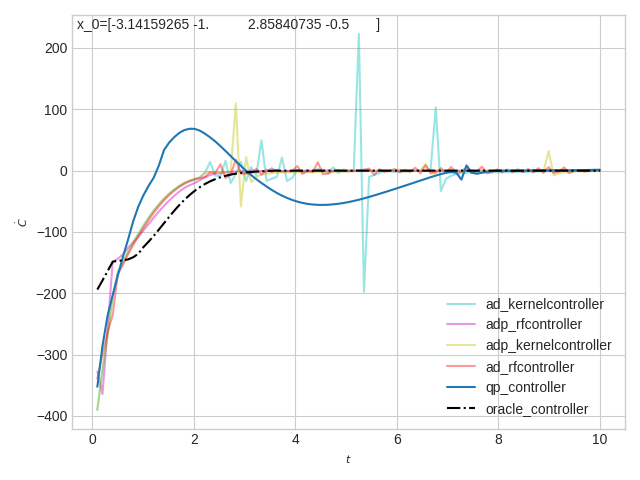 x_0=[-3.14159265 -1. 2.85840735 -0.5 ]
200
100
0
−100
−200
−300
−400
Ċ
0
2
4
6
8
10
t
ad_kernelcontroller
adp_rfcontroller
adp_kernelcontroller
ad_rfcontroller
qp_controller
oracle_controller